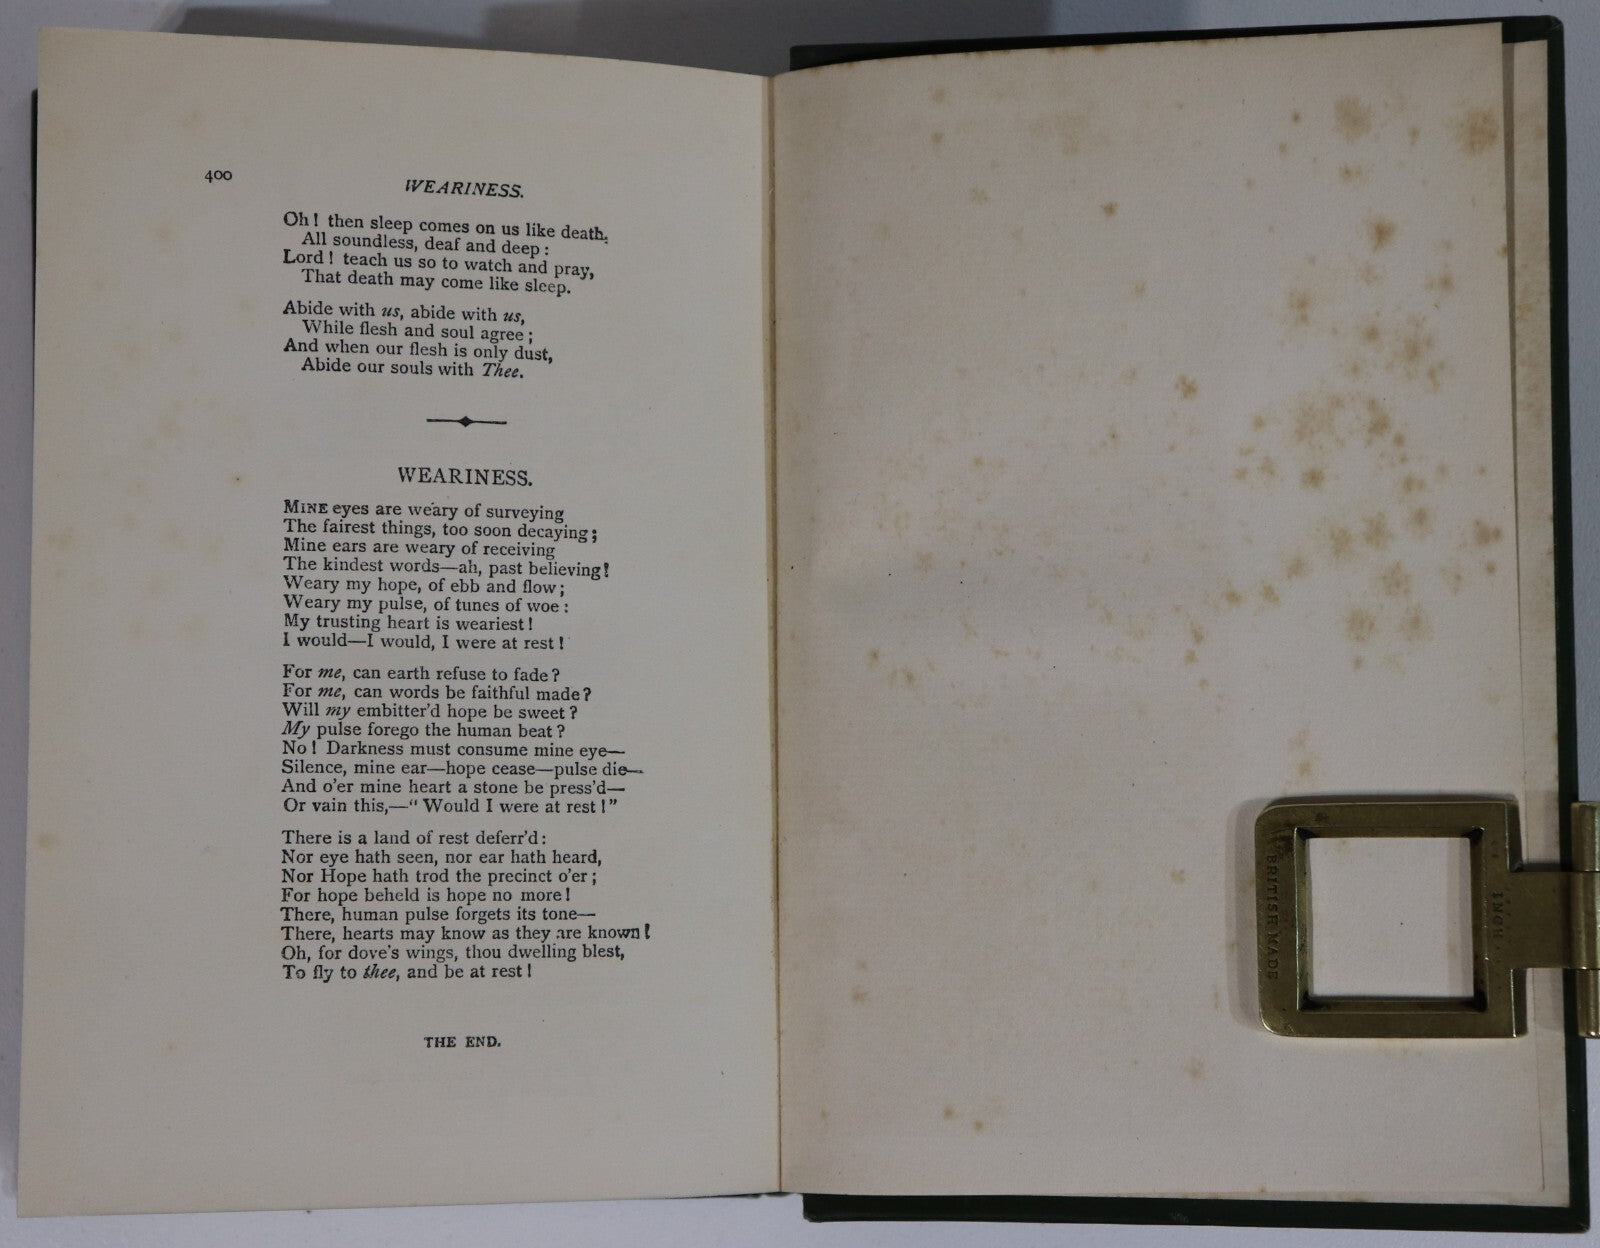 400
WEARINESS.
Oh! then sleep comes on us like death,
All soundless, deaf and deep:
Lord! teach us so to watch and pray,
That death may come like sleep.
Abide with us, abide with us,
While flesh and soul agree;
And when our flesh is only dust,
Abide our souls with Thee.
WEARINESS.
MINE eyes are weary of surveying
The fairest things, too soon decaying;
Mine ears are weary of receiving
The kindest words—ah, past believing!
Weary my hope, of ebb and flow;
Weary my pulse, of tunes of woe:
My trusting heart is weariest!
I would—I would, I were at rest!
For me, can earth refuse to fade?
For me, can words be faithful made?
Will my embitter'd hope be sweet?
My pulse forego the human beat?
No! Darkness must consume mine eye—
Silence, mine ear—hope cease—pulse die—
And o'er mine heart a stone be press'd—
Or vain this,—"Would I were at rest!"
There is a land of rest deferr'd:
Nor eye hath seen, nor ear hath heard,
Nor Hope hath trod the precinct o'er;
For hope beheld is hope no more!
There, human pulse forgets its tone—
There, hearts may know as they are known!
Oh, for dove's wings, thou dwelling blest,
To fly to thee, and be at rest!
THE END.
BRITISH MADE